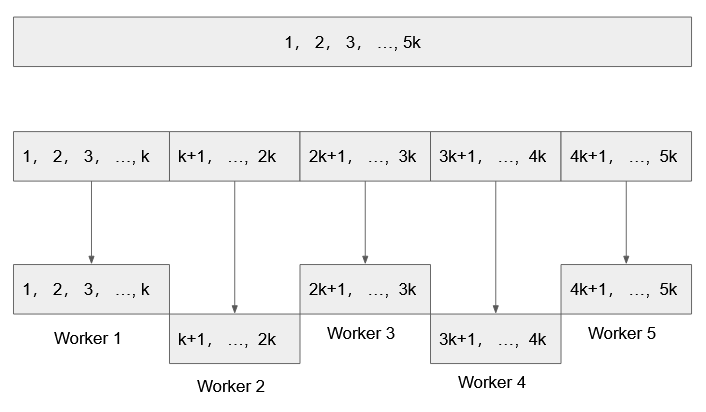 1, 2, 3, ..., 5k
1, 2, 3, ..., k
k+1, ..., 2k
2k+1, ..., 3k
3k+1, ..., 4k
4k+1, ..., 5k
1, 2, 3, ..., k
2k+1, ..., 3k
4k+1, ..., 5k
Worker 1
k+1, ..., 2k
Worker 3
3k+1, ..., 4k
Worker 5
Worker 2
Worker 4